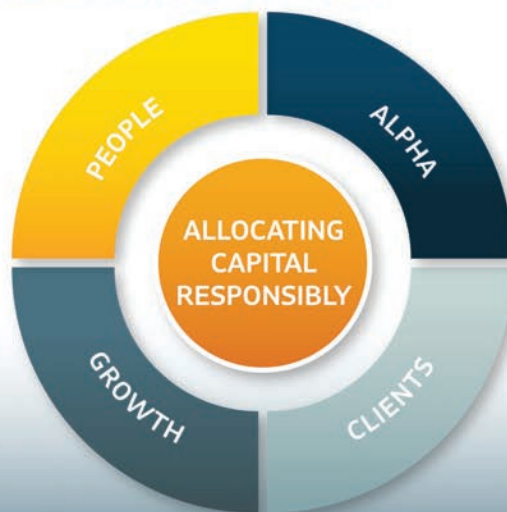 PEOPLE
ALPHA
ALLOCATING
CAPITAL
RESPONSIBLY
GROWTH
CLIENTS